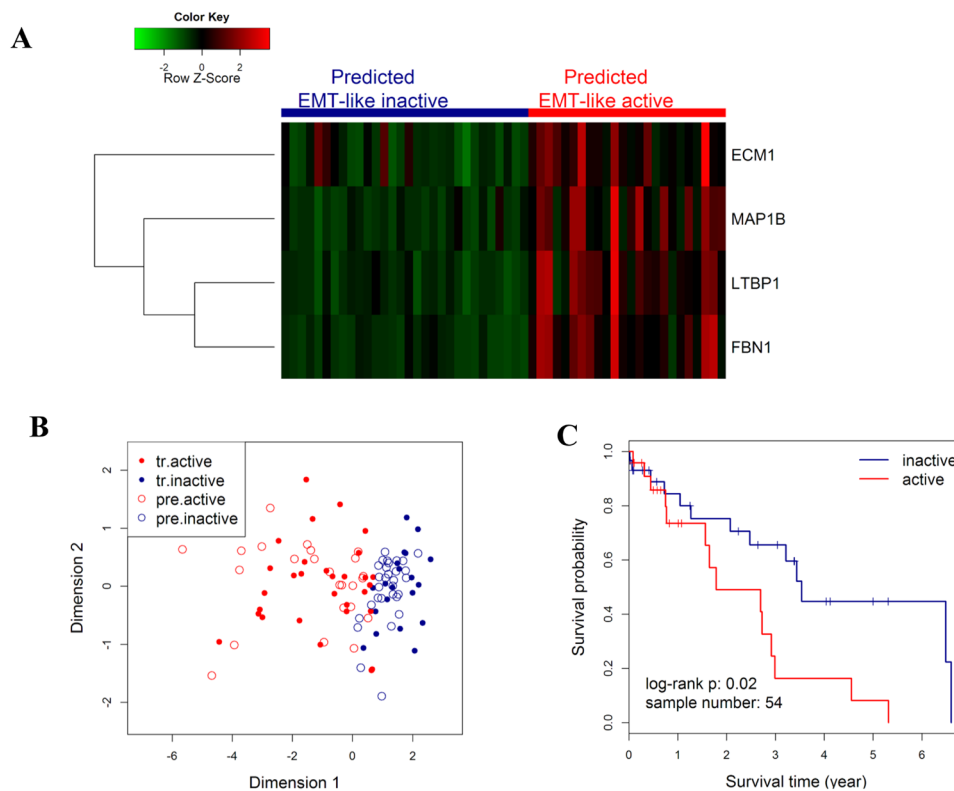 A
Color Key
-2 0 2
Row Z-Score
Predicted
EMT-like inactive
Predicted
EMT-like active
ECM1
MAP1B
LTBP1
FBN1
B
tr.active
tr.inactive
pre.active
pre.inactive
2
1
0
-1
-2
Dimension 2
-6 -4 -2 0 2
Dimension 1
C
inactive
active
1.0
0.8
0.6
0.4
0.2
0.0
Survival probability
log-rank p: 0.02
sample number: 54
0 1 2 3 4 5 6
Survival time (year)